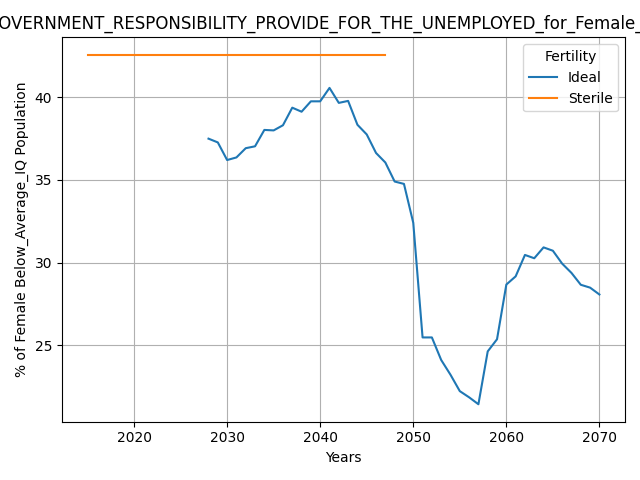 OVERNMENT_RESPONSIBILITY_PROVIDE_FOR_THE_UNEMPLOYED_for_Female_
Fertility
Ideal
Sterile
% of Female Below_Average_IQ Population
40
35
30
25
2020 2030 2040 2050 2060 2070
Years